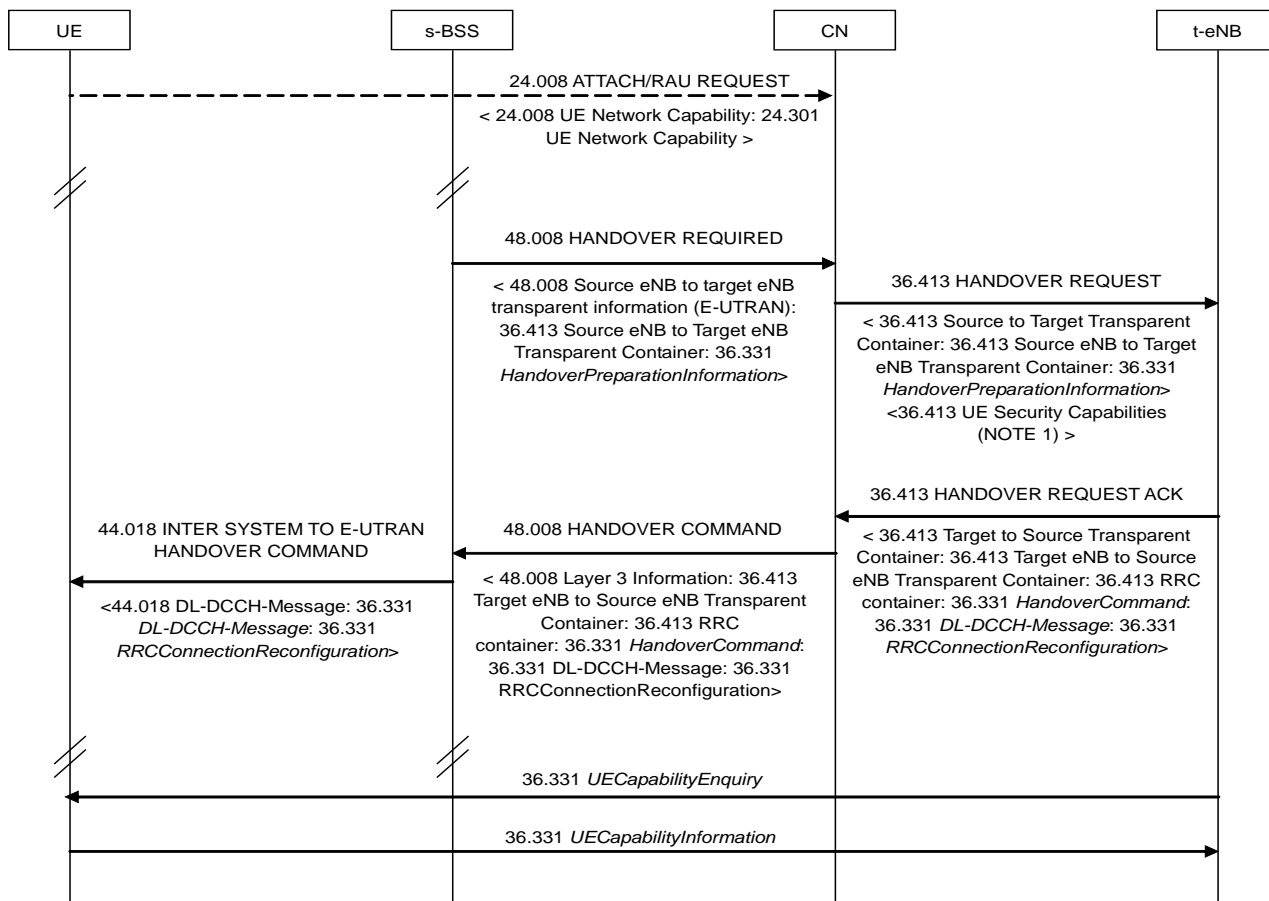 UE
s-BSS
CN
t-eNB
24.008 ATTACH/RAU REQUEST
< 24.008 UE Network Capability: 24.301
UE Network Capability >
48.008 HANDOVER REQUIRED
< 48.008 Source eNB to target eNB
transparent information (E-UTRAN):
36.413 Source eNB to Target eNB
Transparent Container: 36.331
HandoverPreparationInformation>
36.413 HANDOVER REQUEST
< 36.413 Source to Target Transparent
Container: 36.413 Source eNB to Target
eNB Transparent Container: 36.331
HandoverPreparationInformation>
<36.413 UE Security Capabilities
(NOTE 1) >
36.413 HANDOVER REQUEST ACK
< 36.413 Target to Source Transparent
Container: 36.413 Target eNB to Source
eNB Transparent Container: 36.413 RRC
container: 36.331 HandoverCommand:
36.331 DL-DCCH-Message: 36.331
RRCConnectionReconfiguration>
48.008 HANDOVER COMMAND
< 48.008 Layer 3 Information: 36.413
Target eNB to Source eNB Transparent
Container: 36.413 RRC
container: 36.331 HandoverCommand:
36.331 DL-DCCH-Message: 36.331
RRCConnectionReconfiguration>
44.018 INTER SYSTEM TO E-UTRAN
HANDOVER COMMAND
<44.018 DL-DCCH-Message: 36.331
DL-DCCH-Message: 36.331
RRCConnectionReconfiguration>
36.331 UECapabilityEnquiry
36.331 UECapabilityInformation